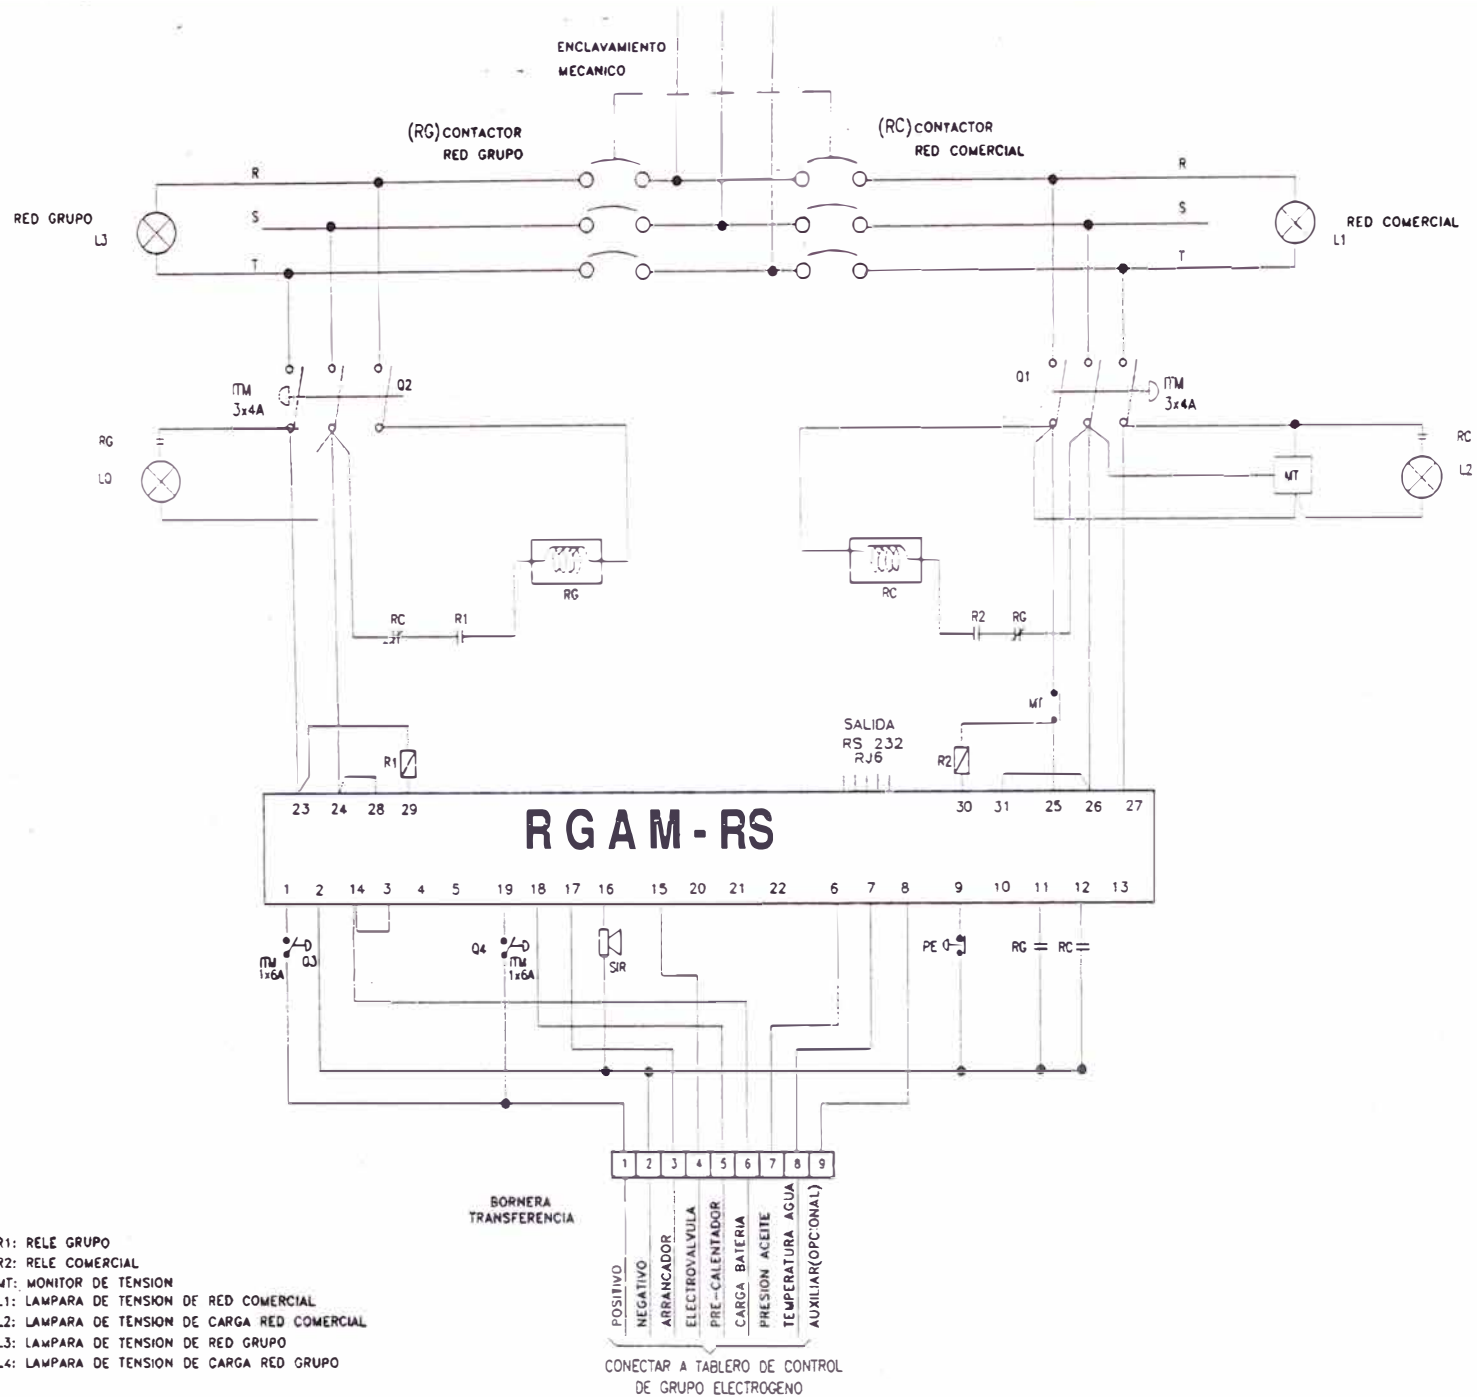 ENCLAVAMIENTO
MECANICO
(RG) CONTACTOR
RED GRUPO
(RC) CONTACTOR
RED COMERCIAL
R
R
RED GRUPO
L3
S
S
RED COMERCIAL
L1
T
T
ITM
3x4A
Q2
Q1
ITM
3x4A
RG
L0
RC
L2
MT
RG
RC
RC
R1
R2
RG
MT
SALIDA
RS 232
RJ6
R1
R2
23 24 28 29 30 31 25 26 27
RGAM-RS
1 2 14 3 4 5 19 18 17 16 15 20 21 22 6 7 8 9 10 11 12 13
ITM
1x6A
Q3
Q4
ITM
1x6A
SIR
PE
RG
RC
1 2 3 4 5 6 7 8 9
BORNERA
TRANSFERENCIA
POSITIVO
NEGATIVO
ARRANCADOR
ELECTROVALVULA
PRE-CALENTADOR
CARGA BATERIA
PRESION ACEITE
TEMPERATURA AGUA
AUXILIAR(OPCIONAL)
CONECTAR A TABLERO DE CONTROL
DE GRUPO ELECTROGENO
R1: RELE GRUPO
R2: RELE COMERCIAL
MT: MONITOR DE TENSION
L1: LAMPARA DE TENSION DE RED COMERCIAL
L2: LAMPARA DE TENSION DE CARGA RED COMERCIAL
L3: LAMPARA DE TENSION DE RED GRUPO
L4: LAMPARA DE TENSION DE CARGA RED GRUPO